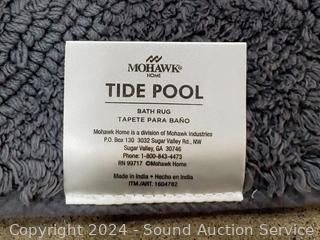 MOHAWK®
HOME
TIDE POOL
BATH RUG
TAPETE PARA BAÑO
Mohawk Home is a division of Mohawk Industries
P.O. Box 130 3032 Sugar Valley Rd., NW
Sugar Valley, GA 30746
Phone: 1-800-843-4473
RN 99717 ©Mohawk Home
Made in India • Hecho en India
ITM./ART. 1604782
Copyright 2024 - Sound Auction Service